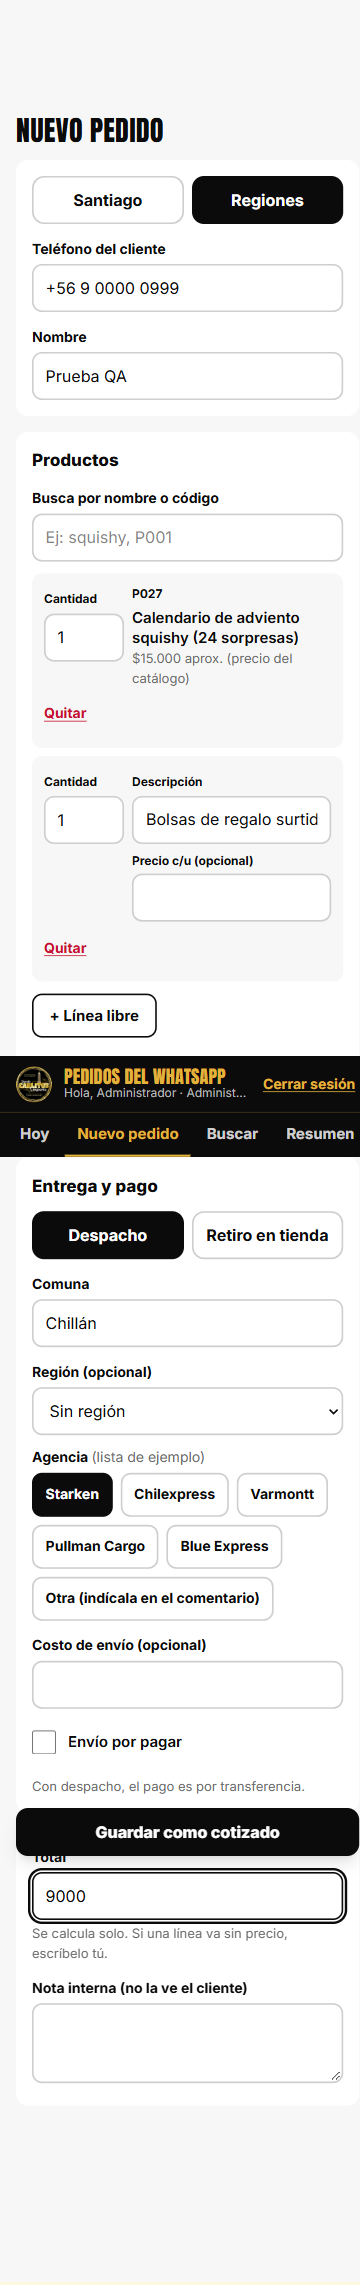 NUEVO PEDIDO
Santiago
Regiones
Teléfono del cliente
+56 9 0000 0999
Nombre
Prueba QA
Productos
Busca por nombre o código
Ej: squishy, P001
Cantidad
P027
1
Calendario de adviento
squishy (24 sorpresas)
$15.000 aprox. (precio del
catálogo)
Quitar
Cantidad
Descripción
1
Bolsas de regalo surtid
Precio c/u (opcional)
Quitar
+ Línea libre
PEDIDOS DEL WHATSAPP
Hola, Administrador · Administ...
Cerrar sesión
Hoy
Nuevo pedido
Buscar
Resumen
Entrega y pago
Despacho
Retiro en tienda
Comuna
Chillán
Región (opcional)
Sin región
Agencia (lista de ejemplo)
Starken
Chilexpress
Varmontt
Pullman Cargo
Blue Express
Otra (indícala en el comentario)
Costo de envío (opcional)
Envío por pagar
Con despacho, el pago es por transferencia.
Guardar como cotizado
Total
9000
Se calcula solo. Si una línea va sin precio,
escríbelo tú.
Nota interna (no la ve el cliente)